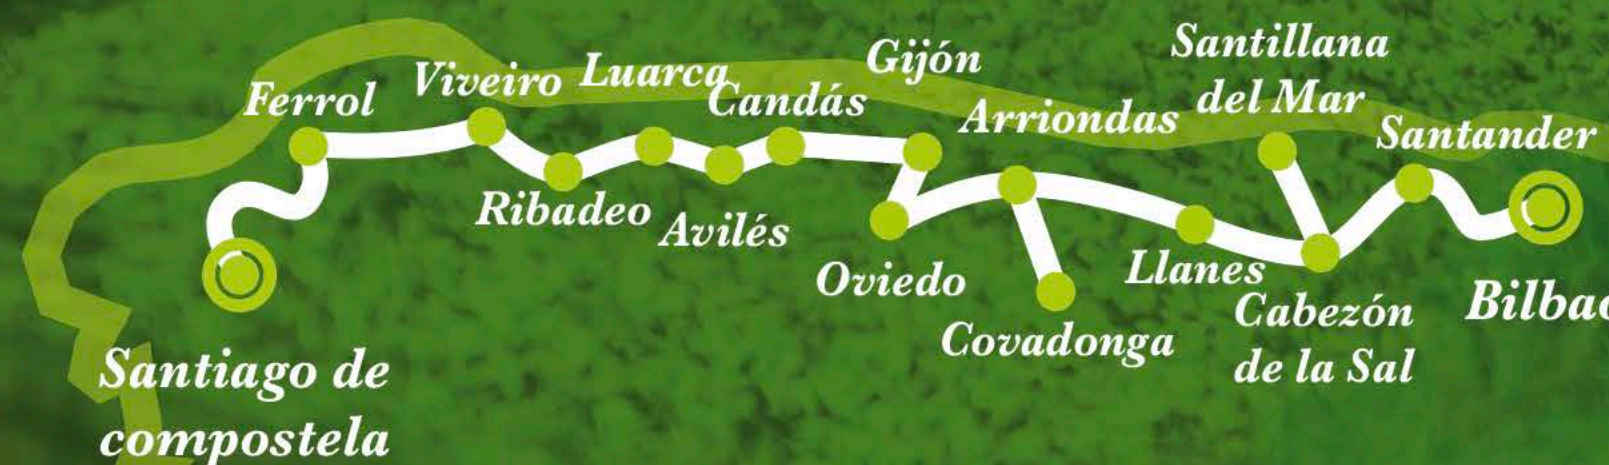 Ferrol
Viveiro
Ribadeo
Luarca
Avilés
Candás
Gijón
Oviedo
Arriondas
Covadonga
Llanes
Santillana
del Mar
Cabezón
de la Sal
Santander
Bilbao
Santiago de
compostela